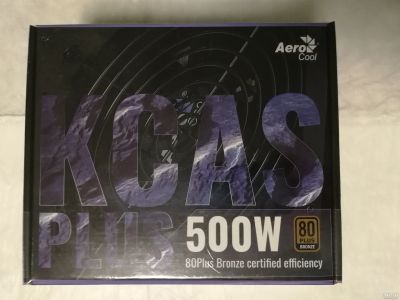 Aero
Cool
KCAS
PLUS 500W
80
PLUS
BRONZE
80Plus Bronze certified efficiency